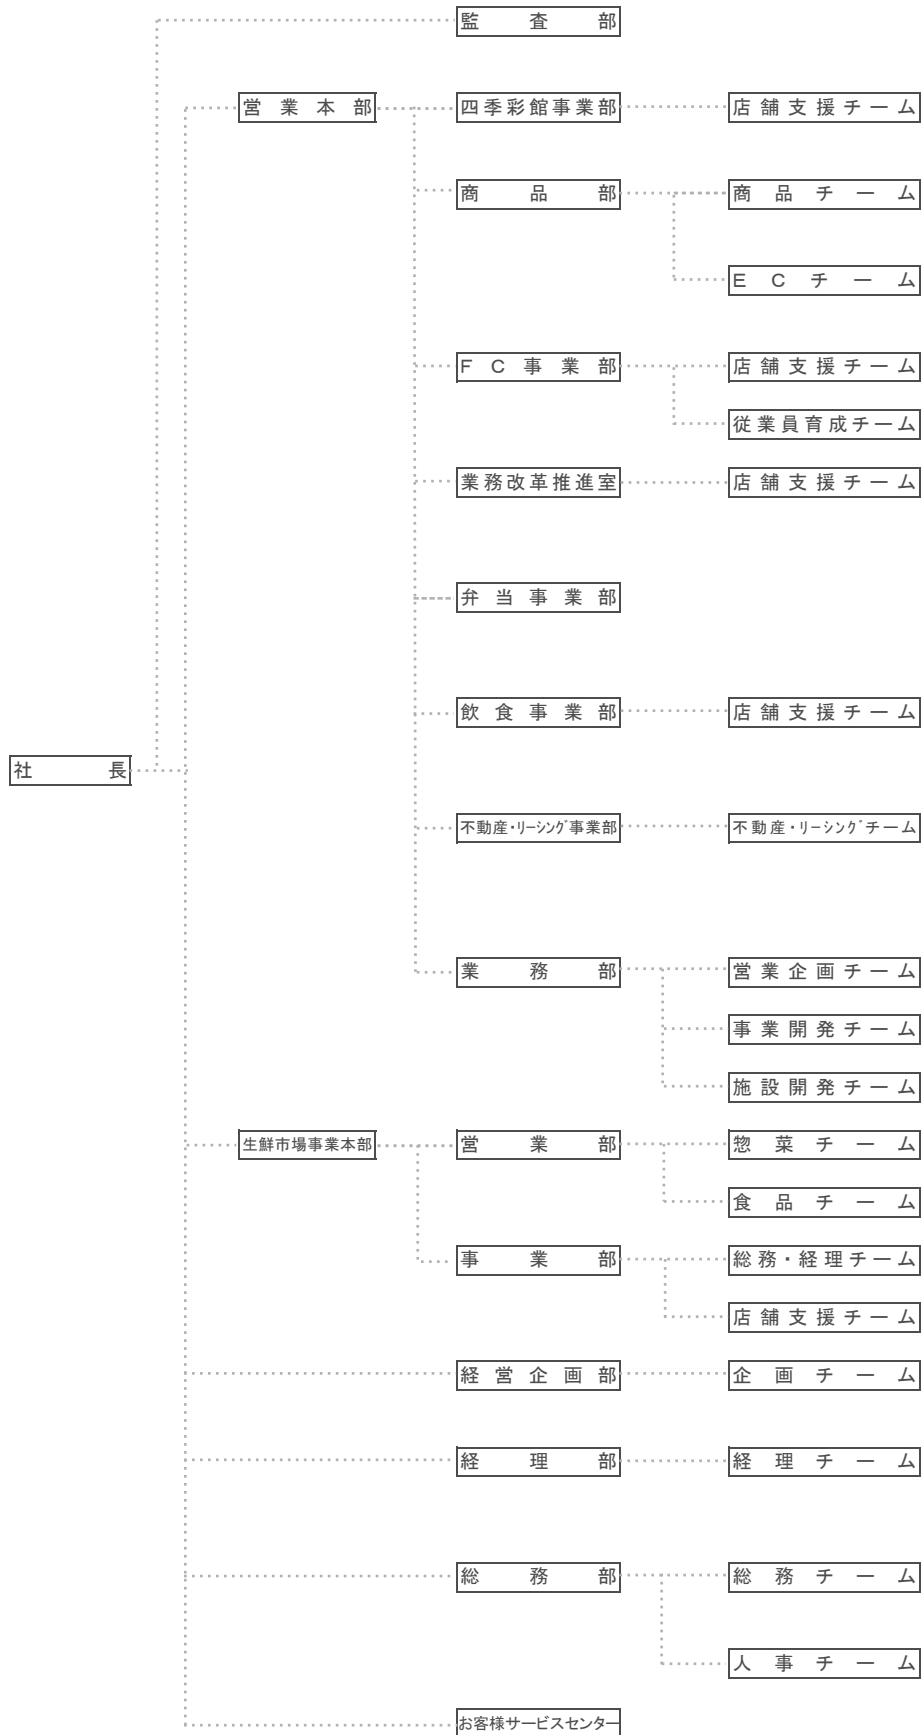 監査部
営業本部 四季彩館事業部 店舗支援チーム
商品部 商品チーム
ECチーム
FC事業部 店舗支援チーム
従業員育成チーム
業務改革推進室 店舗支援チーム
弁当事業部
飲食事業部 店舗支援チーム
社長
不動産・リーシング事業部 不動産・リーシングチーム
業務部 営業企画チーム
事業開発チーム
施設開発チーム
生鮮市場事業本部 営業部 惣菜チーム
食品チーム
事業部 総務・経理チーム
店舗支援チーム
経営企画部 企画チーム
経理部 経理チーム
総務部 総務チーム
人事チーム
お客様サービスセンター